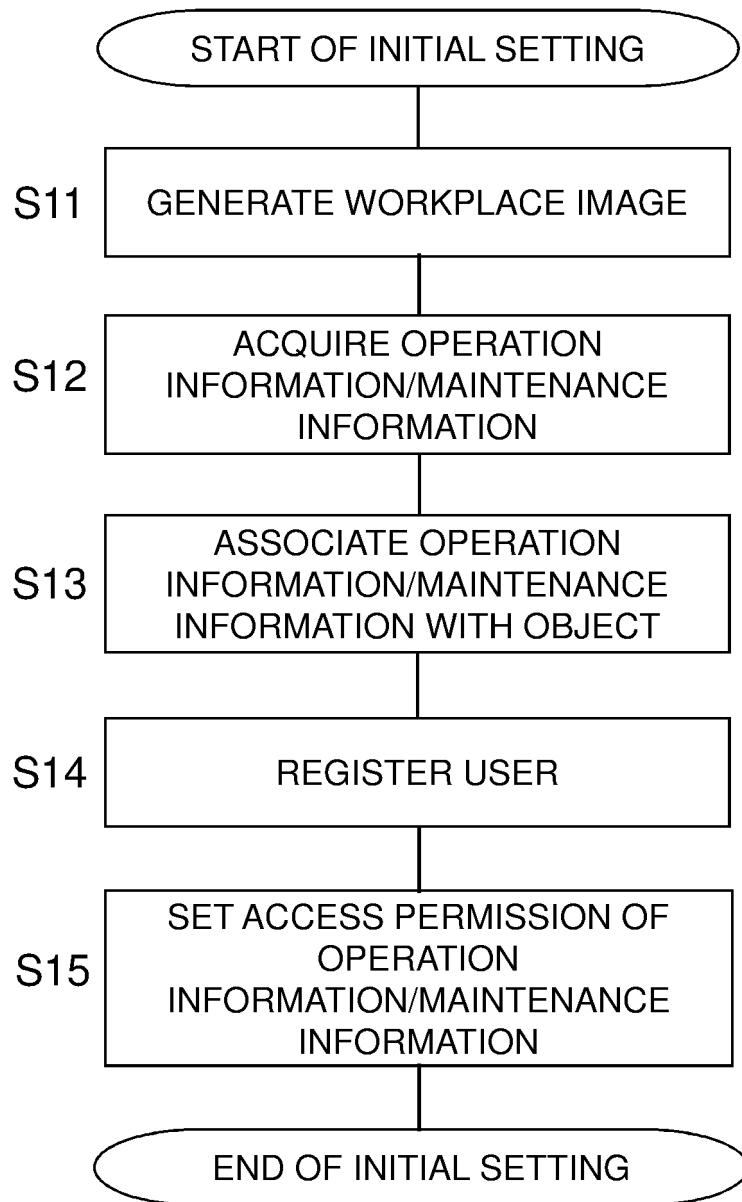 START OF INITIAL SETTING
S11
GENERATE WORKPLACE IMAGE
S12
ACQUIRE OPERATION
INFORMATION/MAINTENANCE
INFORMATION
S13
ASSOCIATE OPERATION
INFORMATION/MAINTENANCE
INFORMATION WITH OBJECT
S14
REGISTER USER
S15
SET ACCESS PERMISSION OF
OPERATION
INFORMATION/MAINTENANCE
INFORMATION
END OF INITIAL SETTING